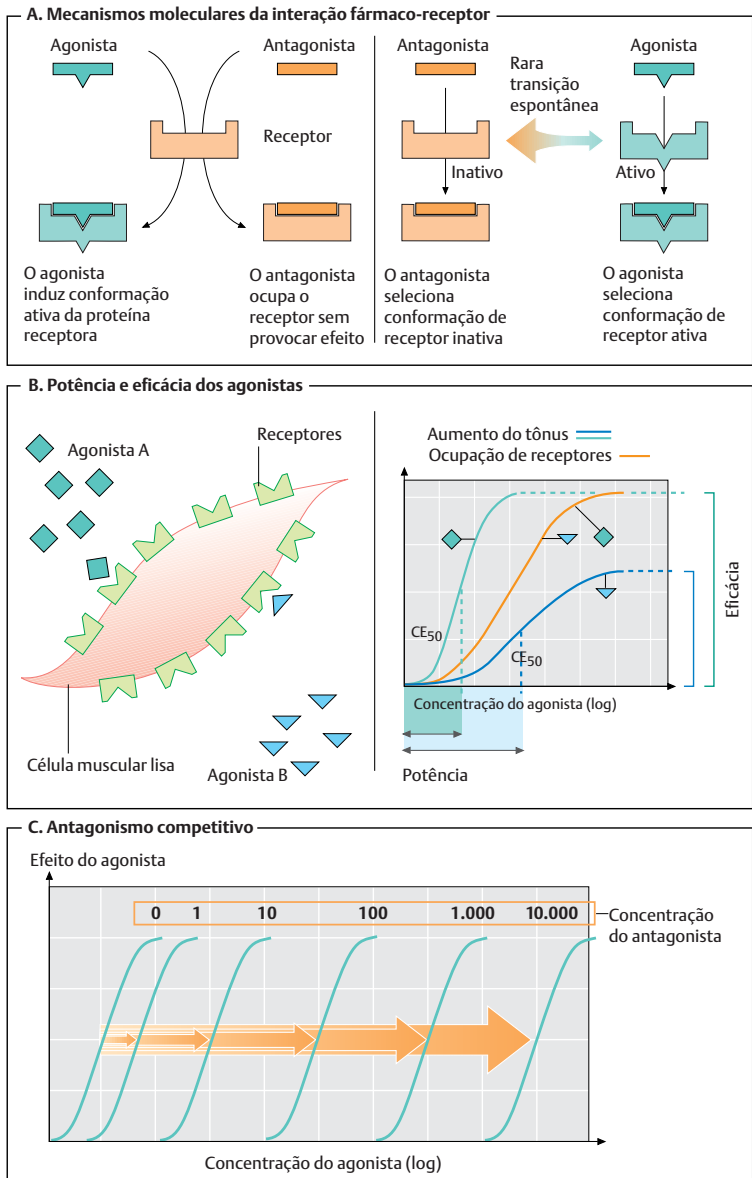 A. Mecanismos moleculares da interação fármaco-receptor
Agonista
Antagonista
Receptor
O agonista
induz conformação
ativa da proteína
receptora
O antagonista
ocupa o
receptor sem
provocar efeito
Antagonista
Agonista
Rara
transição
espontânea
Inativo
Ativo
O antagonista
seleciona
conformação de
receptor inativa
O agonista
seleciona
conformação de
receptor ativa
B. Potência e eficácia dos agonistas
Agonista A
Receptores
Célula muscular lisa
Agonista B
Aumento do tônus
Ocupação de receptores
CE50
CE50
Eficácia
Concentração do agonista (log)
Potência
C. Antagonismo competitivo
Efeito do agonista
0 1 10 100 1.000 10.000
Concentração
do antagonista
Concentração do agonista (log)